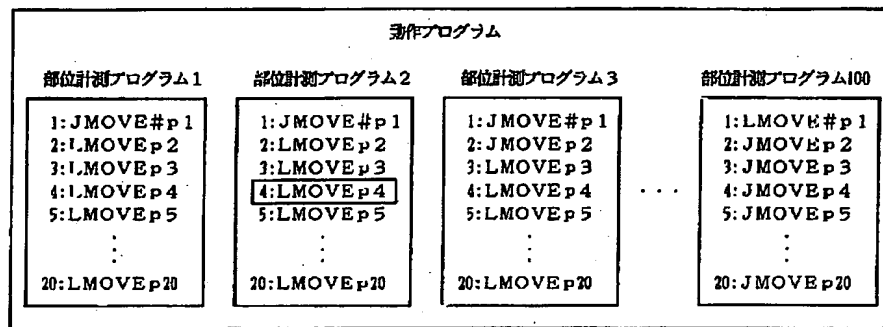 動作プログラム
部位計測プログラム1
1:JMOVE#p1
2:LMOVEp2
3:LMOVEp3
4:LMOVEp4
5:LMOVEp5
⋮
20:LMOVEp20
部位計測プログラム2
1:JMOVE#p1
2:LMOVEp2
3:LMOVEp3
4:LMOVEp4
5:LMOVEp5
⋮
20:LMOVEp20
部位計測プログラム3
1:JMOVE#p1
2:JMOVEp2
3:LMOVEp3
4:LMOVEp4
5:LMOVEp5
⋮
20:LMOVEp20
・・・
部位計測プログラム100
1:LMOVE#p1
2:JMOVEp2
3:JMOVEp3
4:JMOVEp4
5:JMOVEp5
⋮
20:JMOVEp20